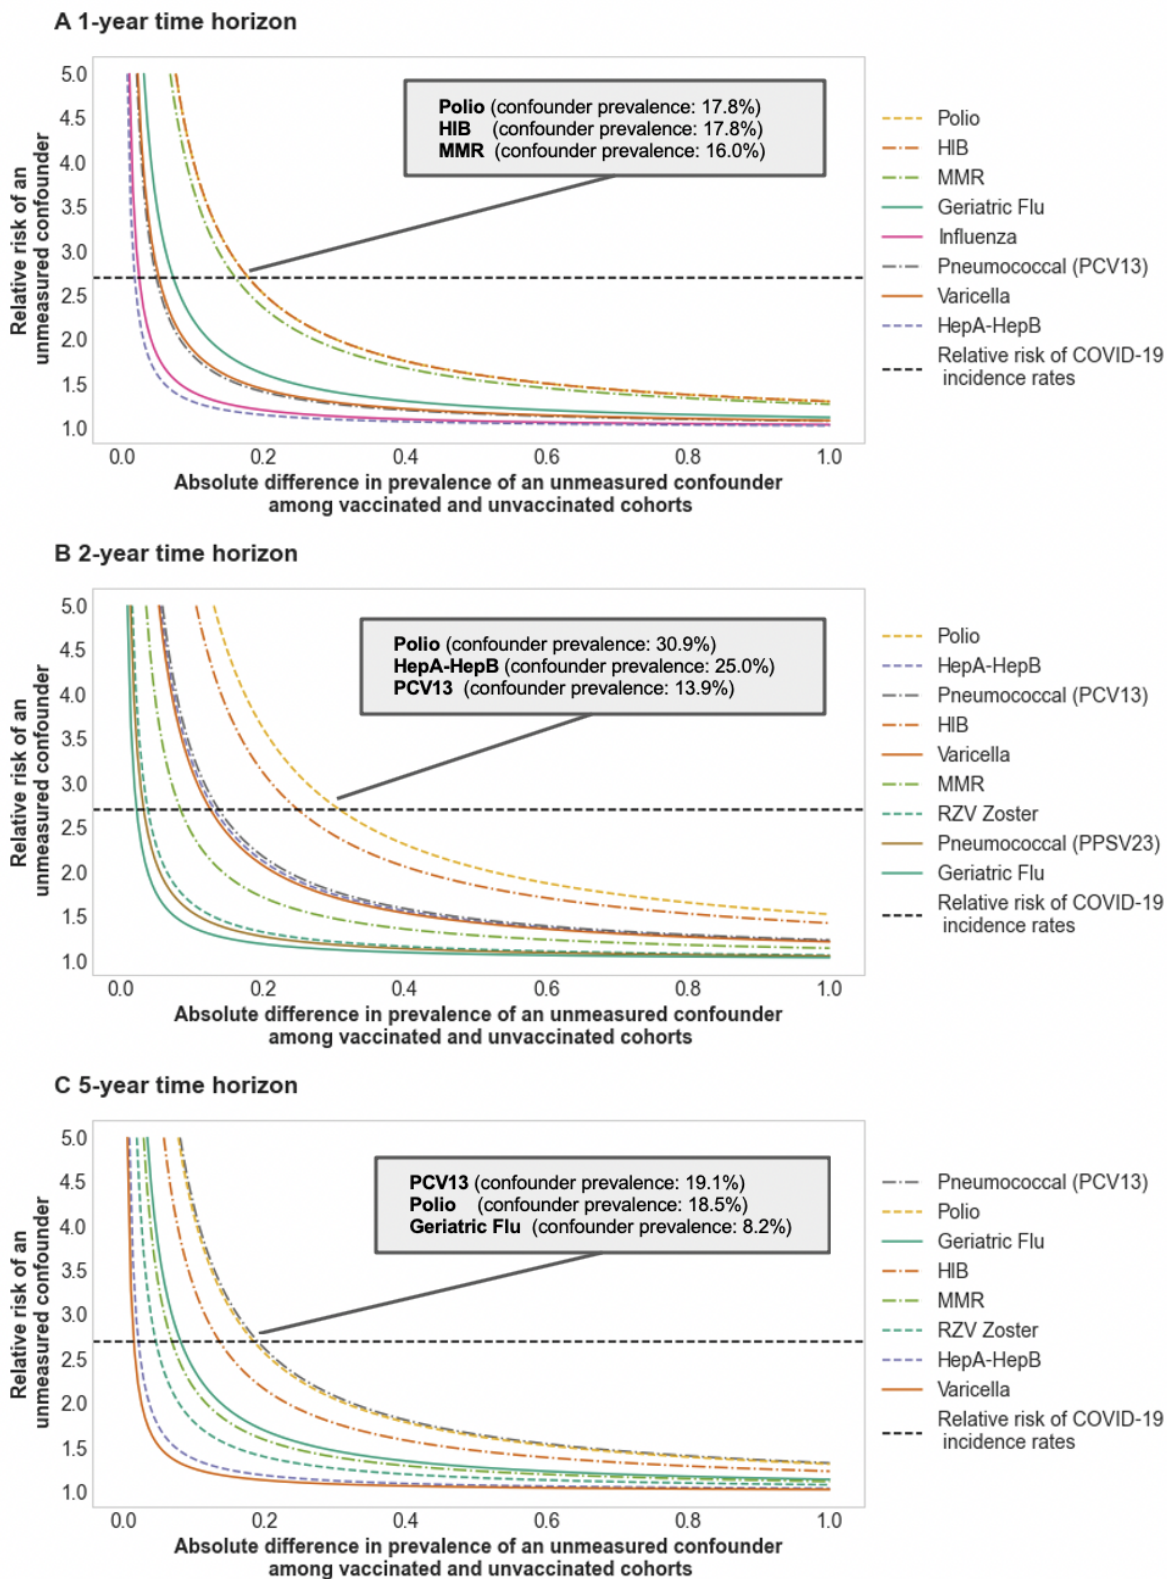 A 1-year time horizon
Relative risk of an
unmeasured confounder
5.0
4.5
4.0
3.5
3.0
2.5
2.0
1.5
1.0
Polio (confounder prevalence: 17.8%)
HIB (confounder prevalence: 17.8%)
MMR (confounder prevalence: 16.0%)
Polio
HIB
MMR
Geriatric Flu
Influenza
Pneumococcal (PCV13)
Varicella
HepA-HepB
Relative risk of COVID-19
incidence rates
0.0 0.2 0.4 0.6 0.8 1.0
Absolute difference in prevalence of an unmeasured confounder
among vaccinated and unvaccinated cohorts
B 2-year time horizon
Relative risk of an
unmeasured confounder
5.0
4.5
4.0
3.5
3.0
2.5
2.0
1.5
1.0
Polio (confounder prevalence: 30.9%)
HepA-HepB (confounder prevalence: 25.0%)
PCV13 (confounder prevalence: 13.9%)
Polio
HepA-HepB
Pneumococcal (PCV13)
HIB
Varicella
MMR
RZV Zoster
Pneumococcal (PPSV23)
Geriatric Flu
Relative risk of COVID-19
incidence rates
0.0 0.2 0.4 0.6 0.8 1.0
Absolute difference in prevalence of an unmeasured confounder
among vaccinated and unvaccinated cohorts
C 5-year time horizon
Relative risk of an
unmeasured confounder
5.0
4.5
4.0
3.5
3.0
2.5
2.0
1.5
1.0
PCV13 (confounder prevalence: 19.1%)
Polio (confounder prevalence: 18.5%)
Geriatric Flu (confounder prevalence: 8.2%)
Pneumococcal (PCV13)
Polio
Geriatric Flu
HIB
MMR
RZV Zoster
HepA-HepB
Varicella
Relative risk of COVID-19
incidence rates
0.0 0.2 0.4 0.6 0.8 1.0
Absolute difference in prevalence of an unmeasured confounder
among vaccinated and unvaccinated cohorts